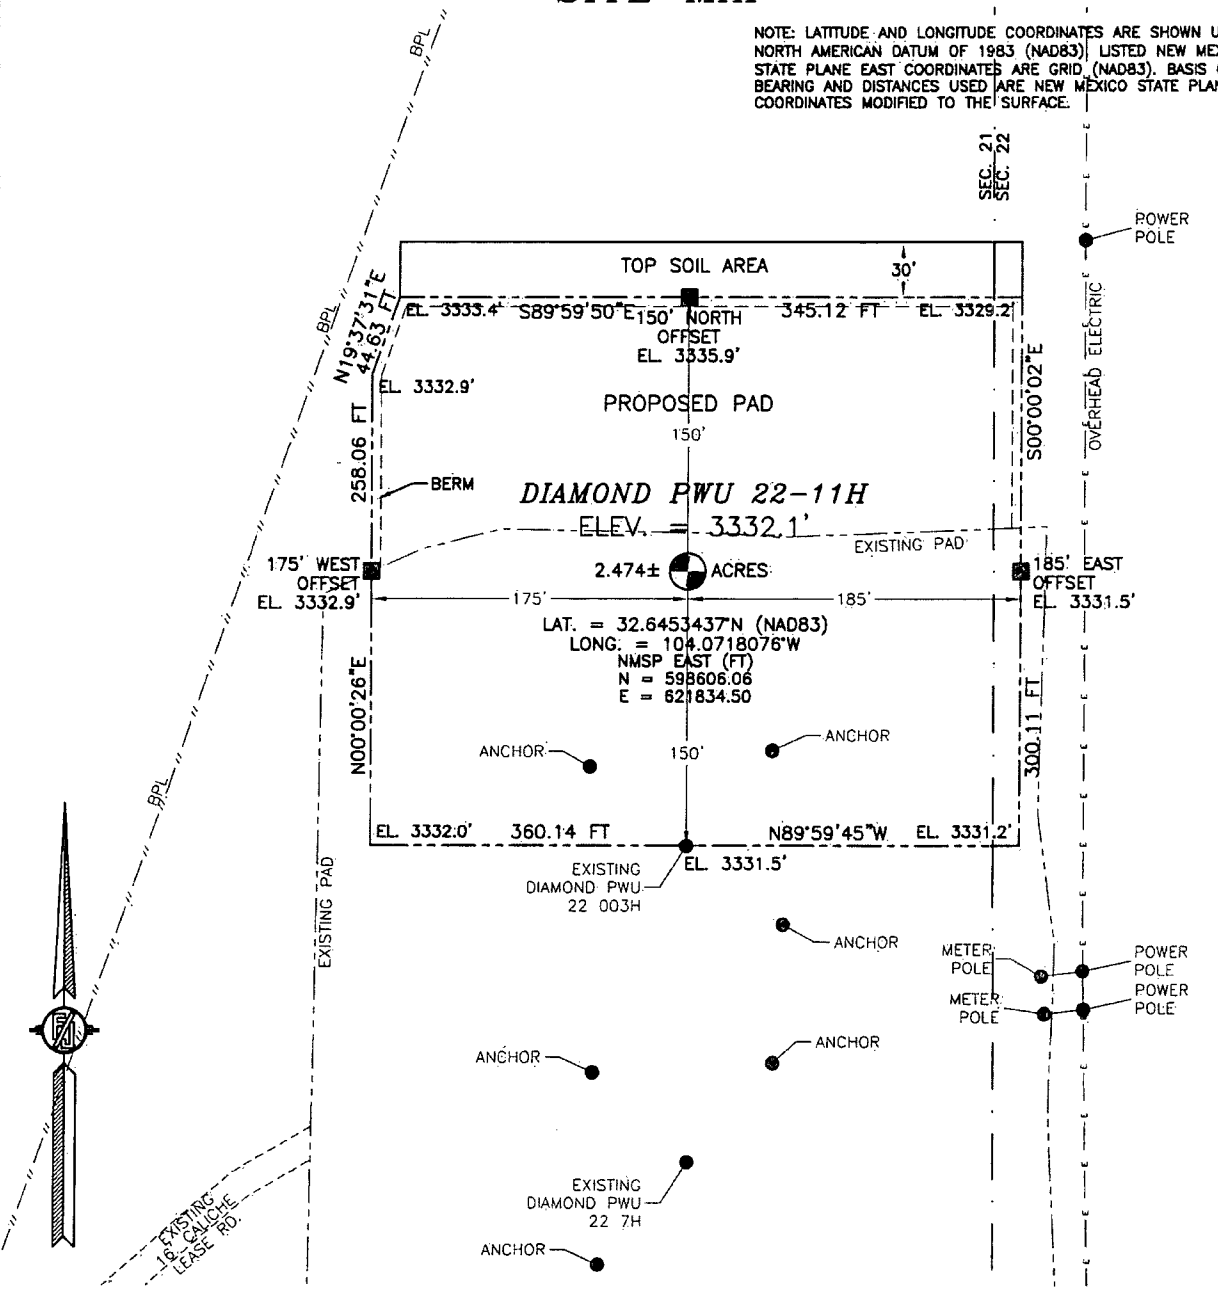 NOTE: LATITUDE AND LONGITUDE COORDINATES ARE SHOWN
NORTH AMERICAN DATUM OF 1983 (NAD83). LISTED NEW
STATE PLANE EAST COORDINATES ARE GRID (NAD83). BASIS
BEARING AND DISTANCES USED ARE NEW MEXICO STATE
COORDINATES MODIFIED TO THE SURFACE.
BPL
SEC. 21
SEC. 22
POWER
POLE
TOP SOIL AREA
30'
N19°37'31"E
44.63 FT
BPL
EL. 3333.4'
S89°59'50"E
345.12 FT
EL. 3329.2'
150' NORTH
OFFSET
EL. 3335.9'
OVERHEAD ELECTRIC
S00°00'02"E
EL. 3332.9'
PROPOSED PAD
150'
258.06 FT
BERM
DIAMOND PWU 22-11H
ELEV. = 3332.1'
EXISTING PAD
175' WEST
OFFSET
EL. 3332.9'
2.474± ACRES
185' EAST
OFFSET
EL. 3331.5'
175'
185'
LAT. = 32.6453437°N (NAD83)
LONG. = 104.0718076°W
NMSP EAST (FT)
N = 598606.06
E = 621834.50
N00°00'26"E
300.11 FT
ANCHOR
150'
ANCHOR
BPL
EL. 3332.0'
360.14 FT
N89°59'45"W
EL. 3331.2'
EL. 3331.5'
EXISTING
DIAMOND PWU
22 003H
EXISTING PAD
ANCHOR
METER
POLE
POWER
POLE
METER
POLE
POWER
POLE
ANCHOR
ANCHOR
EXISTING
DIAMOND PWU
22 7H
EXISTING
16' CALICHE
LEASE RD.
ANCHOR